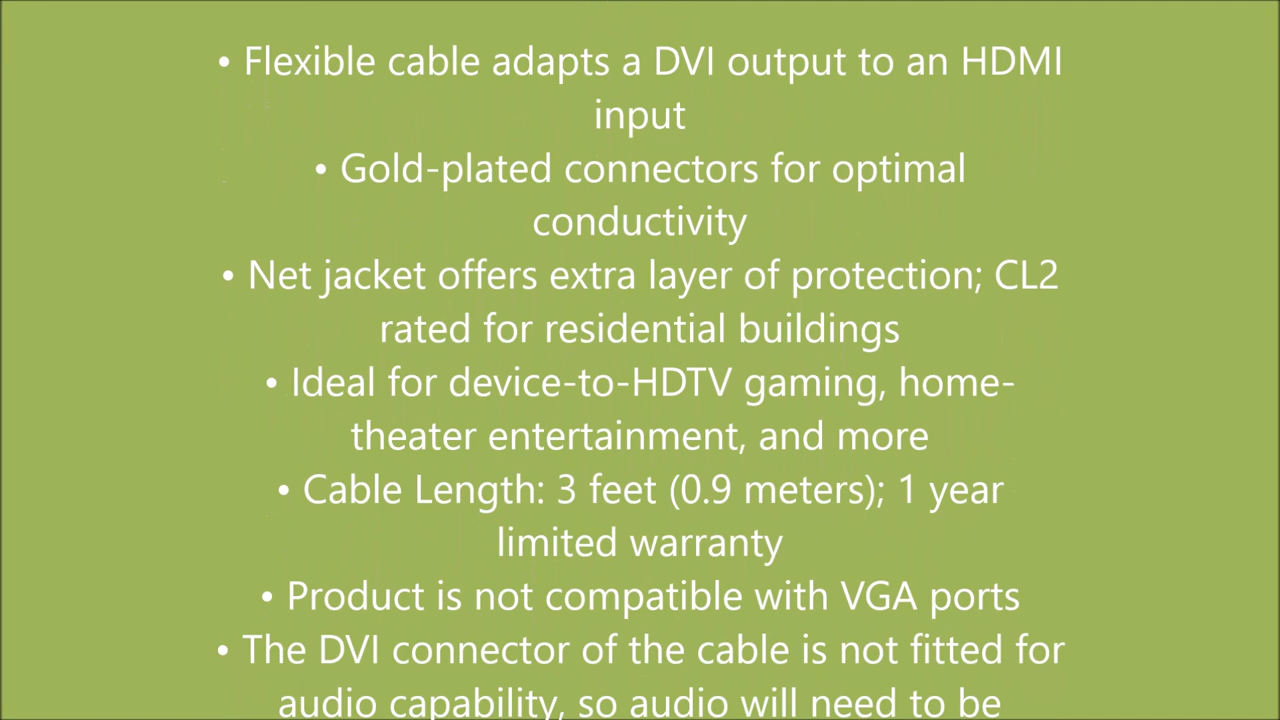 • Flexible cable adapts a DVI output to an HDMI
input
• Gold-plated connectors for optimal
conductivity
• Net jacket offers extra layer of protection; CL2
rated for residential buildings
• Ideal for device-to-HDTV gaming, home-
theater entertainment, and more
• Cable Length: 3 feet (0.9 meters); 1 year
limited warranty
• Product is not compatible with VGA ports
• The DVI connector of the cable is not fitted for
audio capability, so audio will need to be